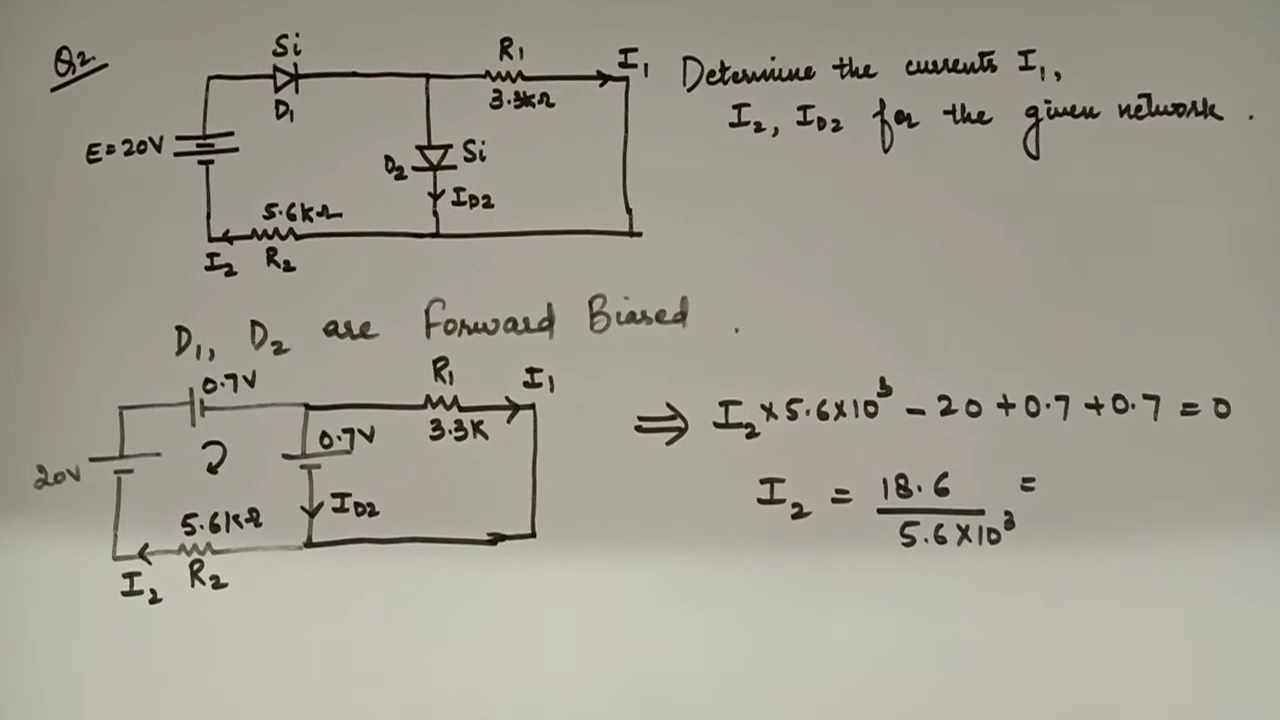 Q2.
Si
D₁
R₁
3.3kΩ
I₁
Determine the currents I₁,
I₂, I_D2 for the given network.
E=20V
D₂
Si
I_D2
5.6kΩ
I₂
R₂
D₁, D₂ are Forward Biased.
0.7V
R₁
3.3K
I₁
20V
0.7V
I_D2
5.6kΩ
I₂
R₂
⇒ I₂×5.6×10³ - 20 + 0.7 + 0.7 = 0
I₂ = 18.6 / 5.6×10³ =